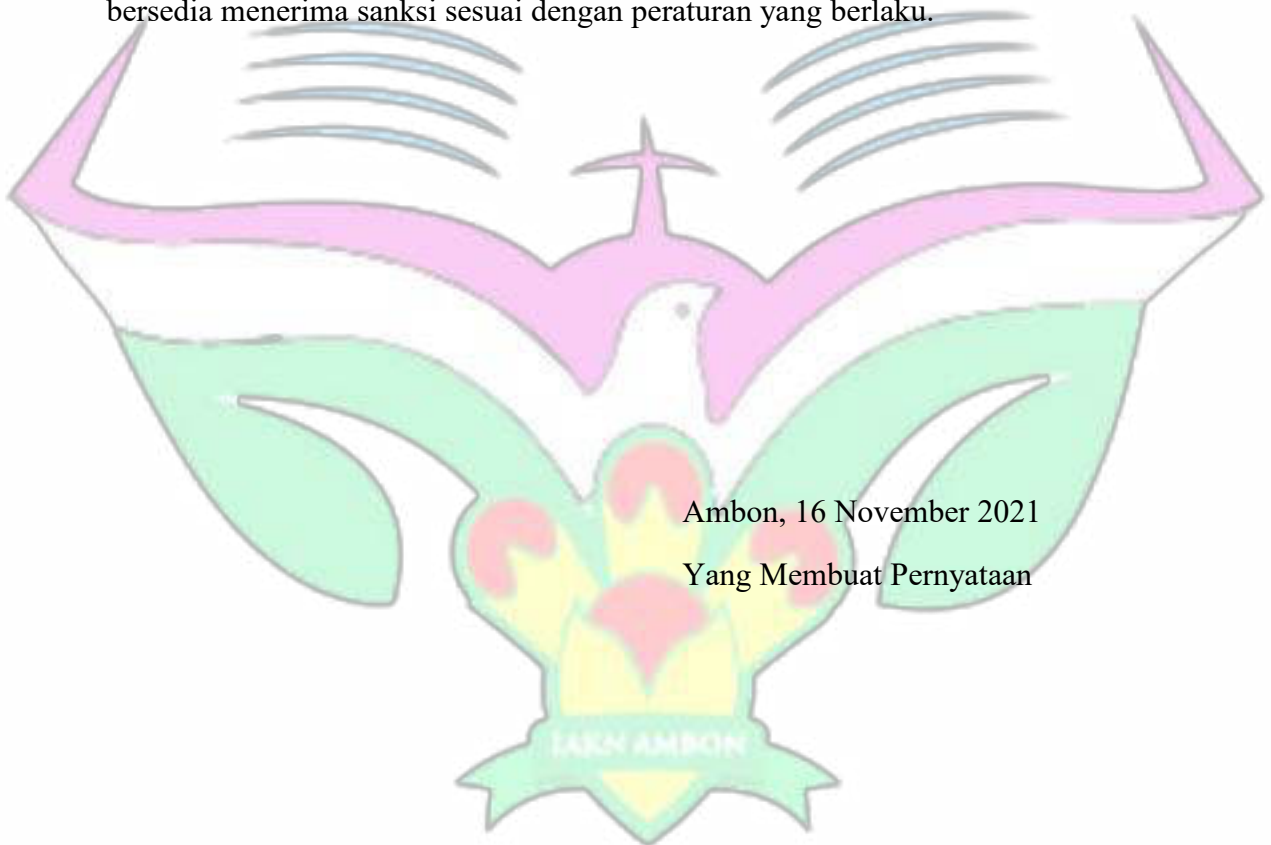 bersedia menerima sanksi sesuai dengan peraturan yang berlaku.
Ambon, 16 November 2021
Yang Membuat Pernyataan
IAKN AMBON